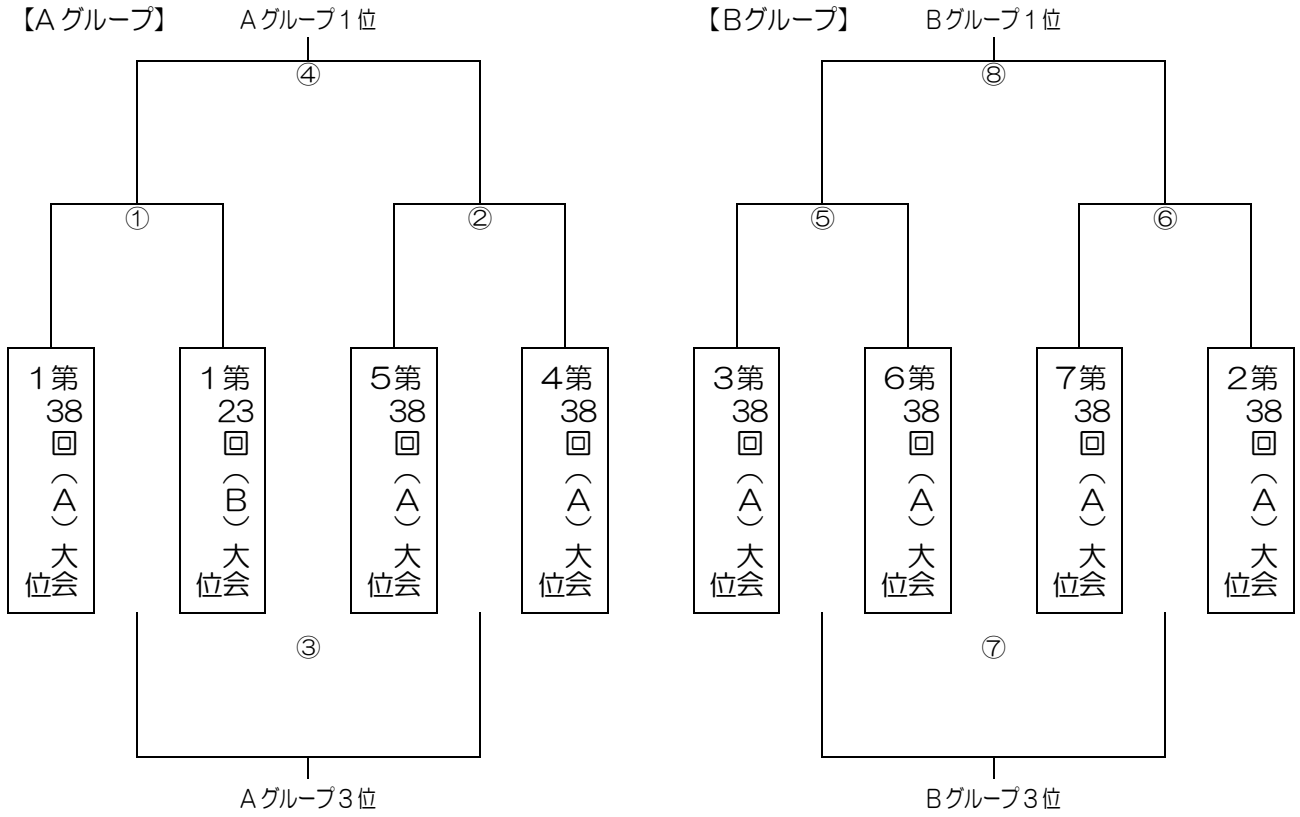 【Aグループ】
Aグループ1位
④
①
②
第38回(A)大会
1位
第23回(B)大会
1位
第38回(A)大会
5位
第38回(A)大会
4位
③
Aグループ3位
【Bグループ】
Bグループ1位
⑧
⑤
⑥
第38回(A)大会
3位
第38回(A)大会
6位
第38回(A)大会
7位
第38回(A)大会
2位
⑦
Bグループ3位